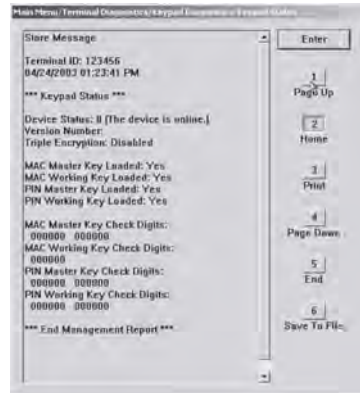 Main Menu/Terminal Diagnostics/Keypad
Store Message
Terminal ID: 123456
04/24/2003 01:23:41 PM
*** Keypad Status ***
Device Status: 0 [The device is online.]
Version Number:
Triple Encryption: Disabled
MAC Master Key Loaded: Yes
MAC Working Key Loaded: Yes
PIN Master Key Loaded: Yes
PIN Working Key Loaded: Yes
MAC Master Key Check Digits:
000000 000000
MAC Working Key Check Digits:
000000
PIN Master Key Check Digits:
000000 000000
PIN Working Key Check Digits:
000000 000000
*** End Management Report ***
Enter
1
Page Up
2
Home
3
Print
4
Page Down
5
End
6
Save To File